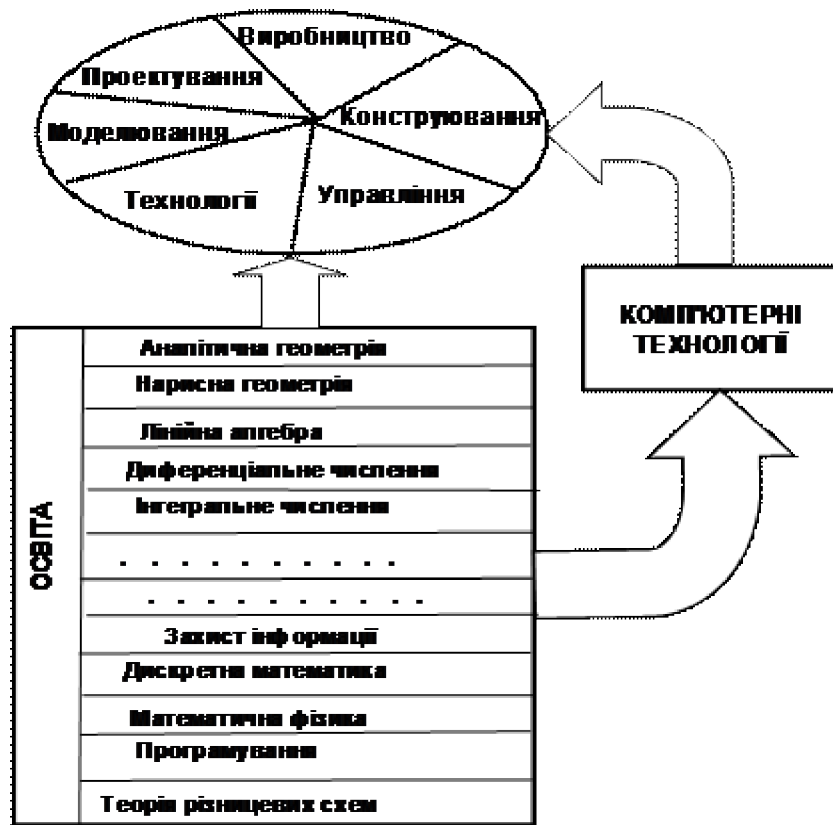 Виробництво
Проектування
Конструювання
Моделювання
Технології
Управління
КОМП'ЮТЕРНІ
ТЕХНОЛОГІЇ
ОСВІТА
Аналітична геометрія
Нарисна геометрія
Лінійна алгебра
Диференціальне числення
Інтегральне числення
. . . . . . . . . . .
. . . . . . . . . . .
Захист інформації
Дискретна математика
Математична фізика
Програмування
Теорія різницевих схем